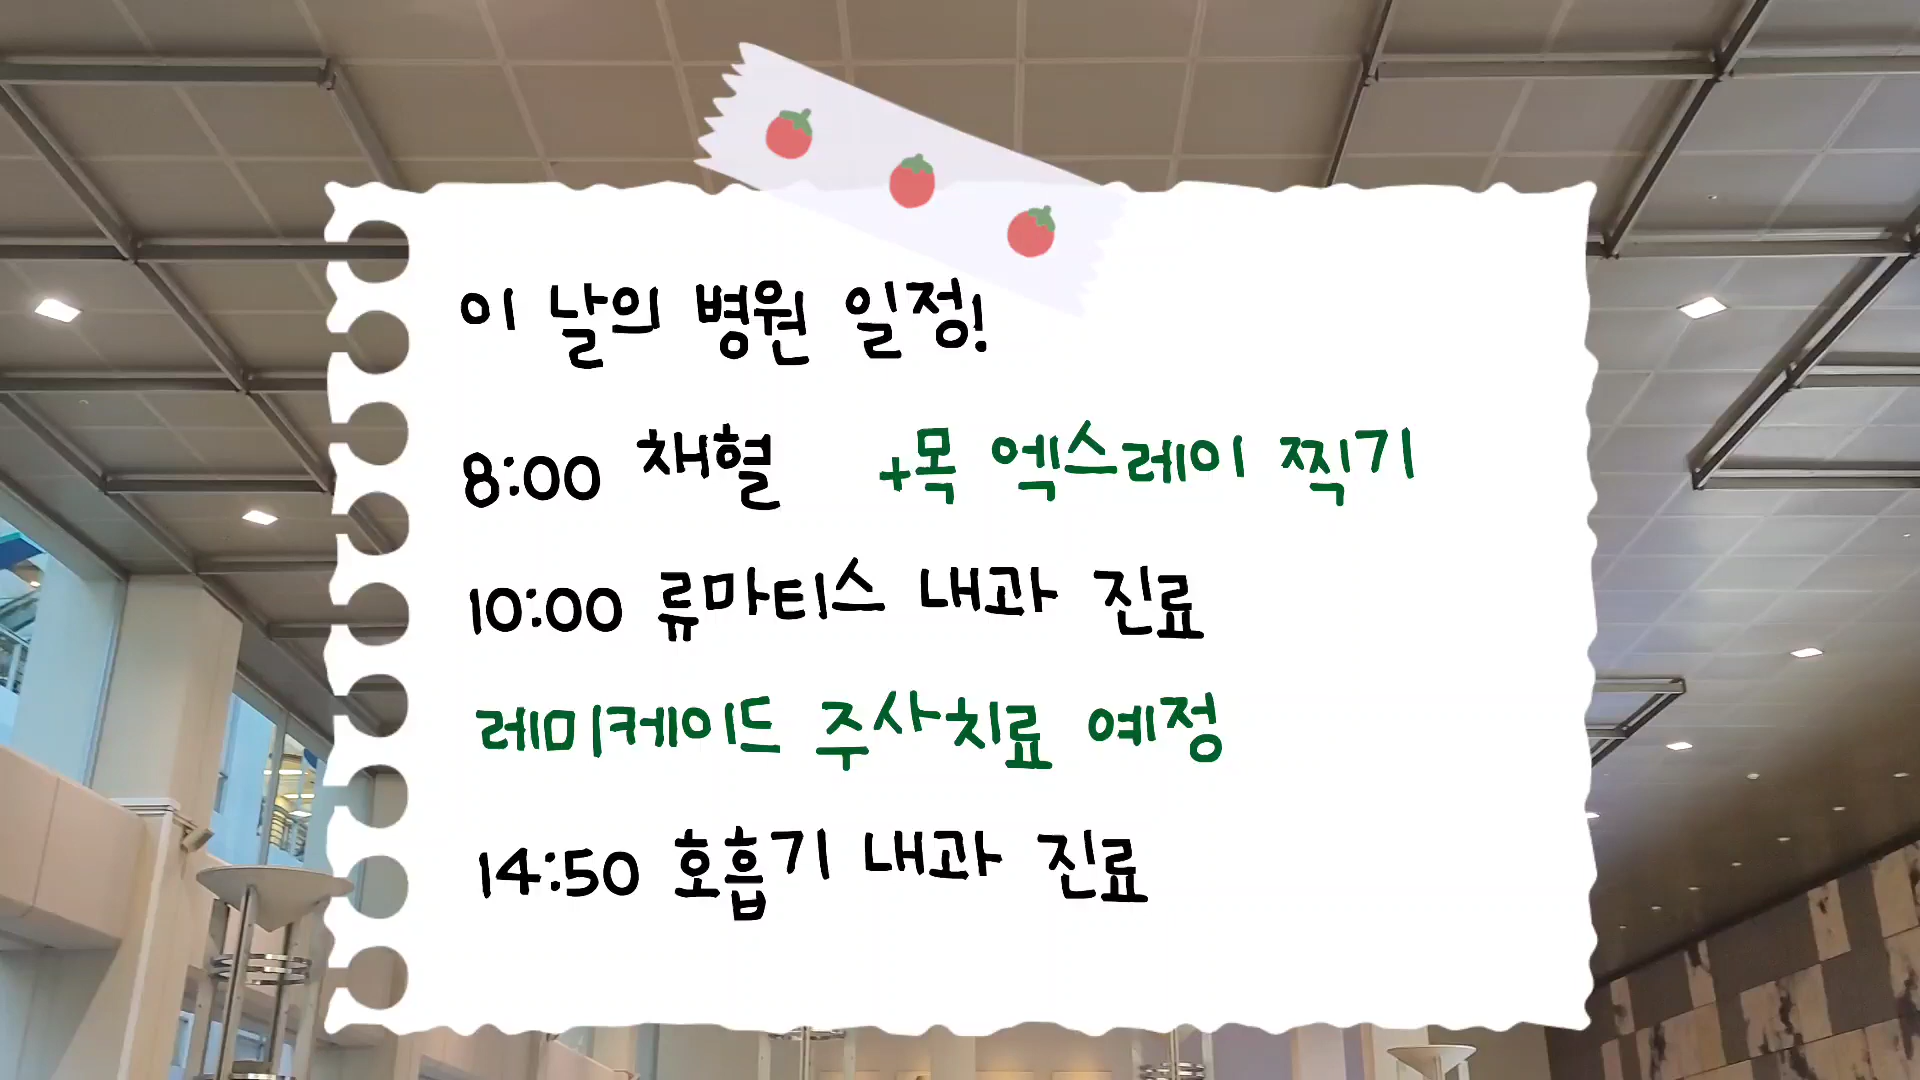 이 날의 병원 일정!
8:00 채혈 +목 엑스레이 찍기
10:00 류마티스 내과 진료
레미케이드 주사치료 예정
14:50 호흡기 내과 진료